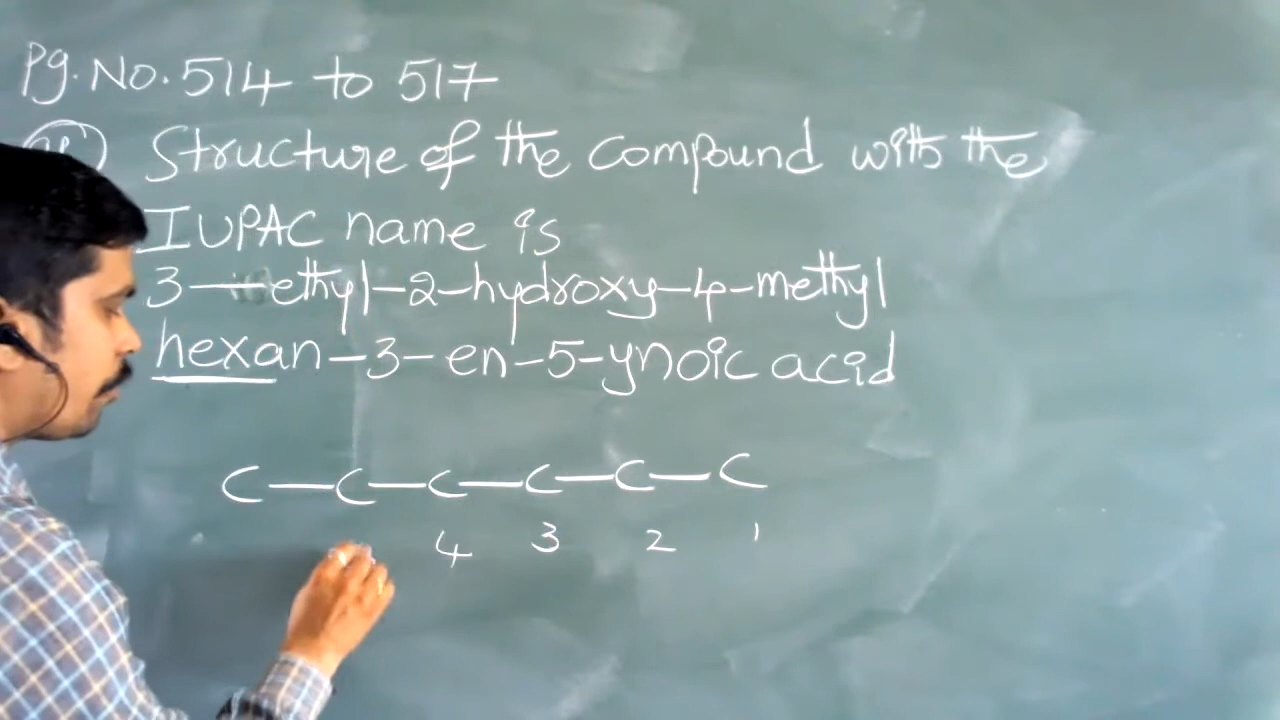 Pg. No. 514 to 517
Structure of the compound with the
IUPAC name is
3-ethyl-2-hydroxy-4-methyl
hexan-3-en-5-ynoic acid
C-C-C-C-C-C
4 3 2 1